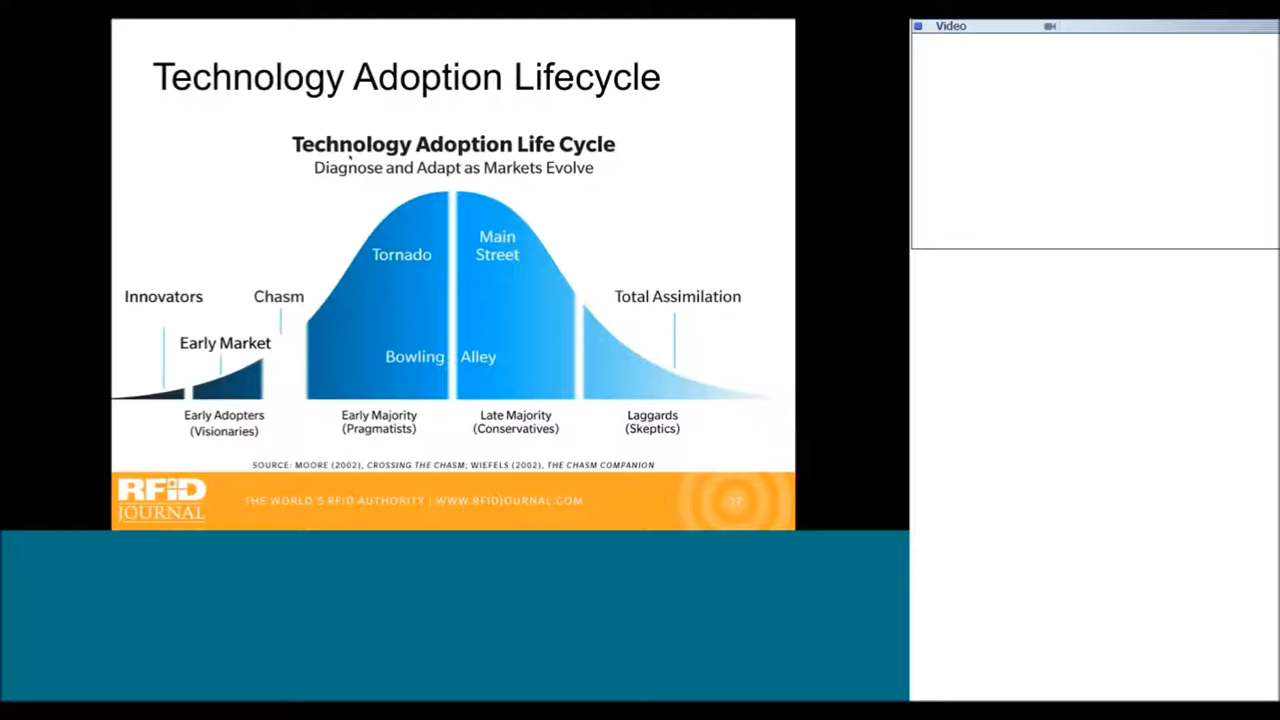 Video
Technology Adoption Lifecycle
Technology Adoption Life Cycle
Diagnose and Adapt as Markets Evolve
Tornado
Main
Street
Innovators
Chasm
Total Assimilation
Early Market
Bowling Alley
Early Adopters
(Visionaries)
Early Majority
(Pragmatists)
Late Majority
(Conservatives)
Laggards
(Skeptics)
SOURCE: MOORE (2002), CROSSING THE CHASM; WIEFELS (2002), THE CHASM COMPANION
RFiD
JOURNAL
THE WORLD'S RFID AUTHORITY | WWW.RFIDJOURNAL.COM
17